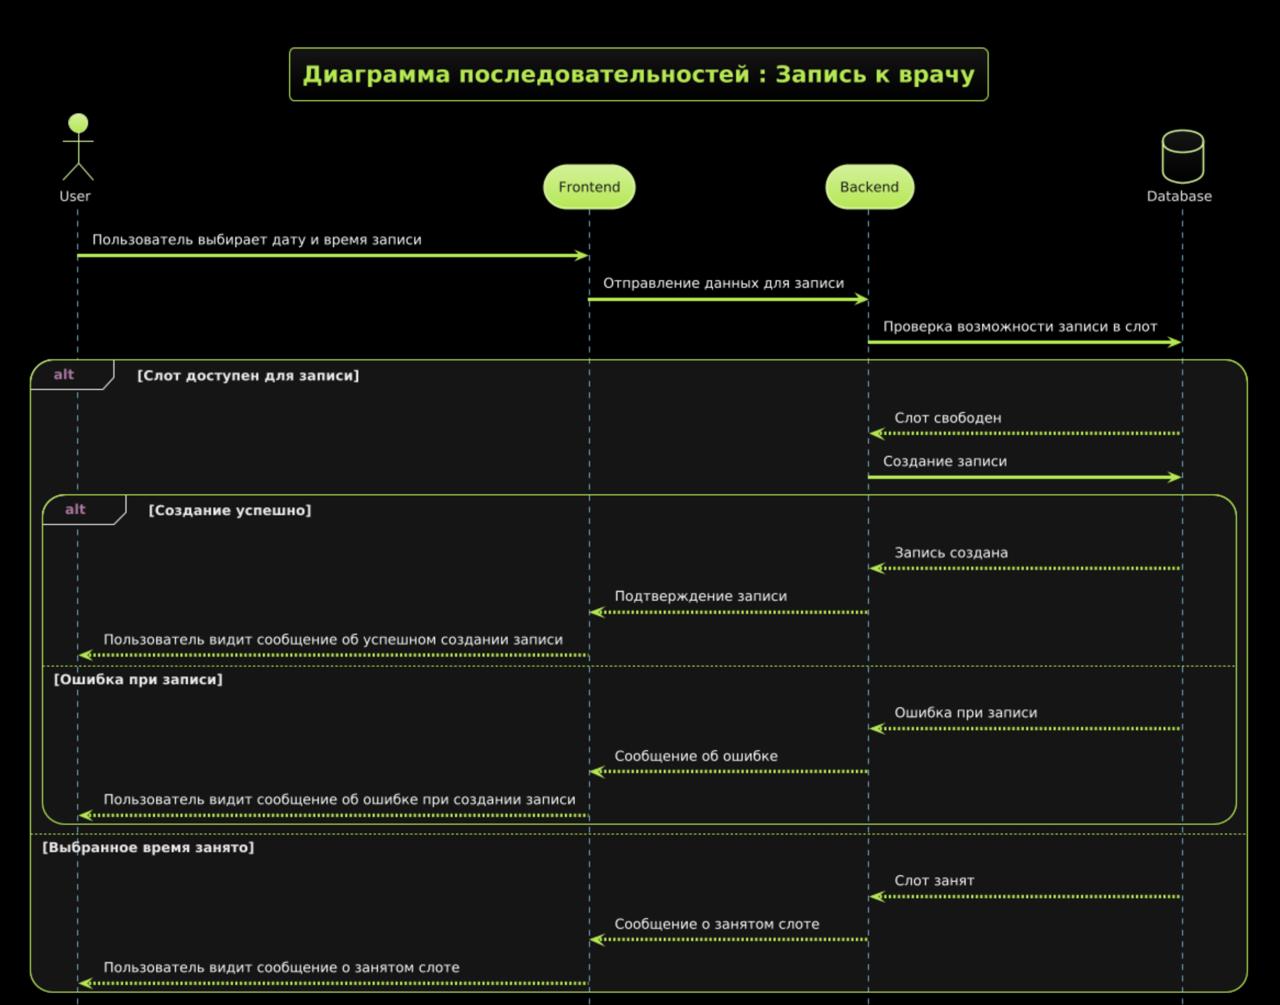 Диаграмма последовательностей : Запись к врачу
User
Frontend
Backend
Database
Пользователь выбирает дату и время записи
Отправление данных для записи
Проверка возможности записи в слот
alt [Слот доступен для записи]
Слот свободен
Создание записи
alt [Создание успешно]
Запись создана
Подтверждение записи
Пользователь видит сообщение об успешном создании записи
[Ошибка при записи]
Ошибка при записи
Сообщение об ошибке
Пользователь видит сообщение об ошибке при создании записи
[Выбранное время занято]
Слот занят
Сообщение о занятом слоте
Пользователь видит сообщение о занятом слоте